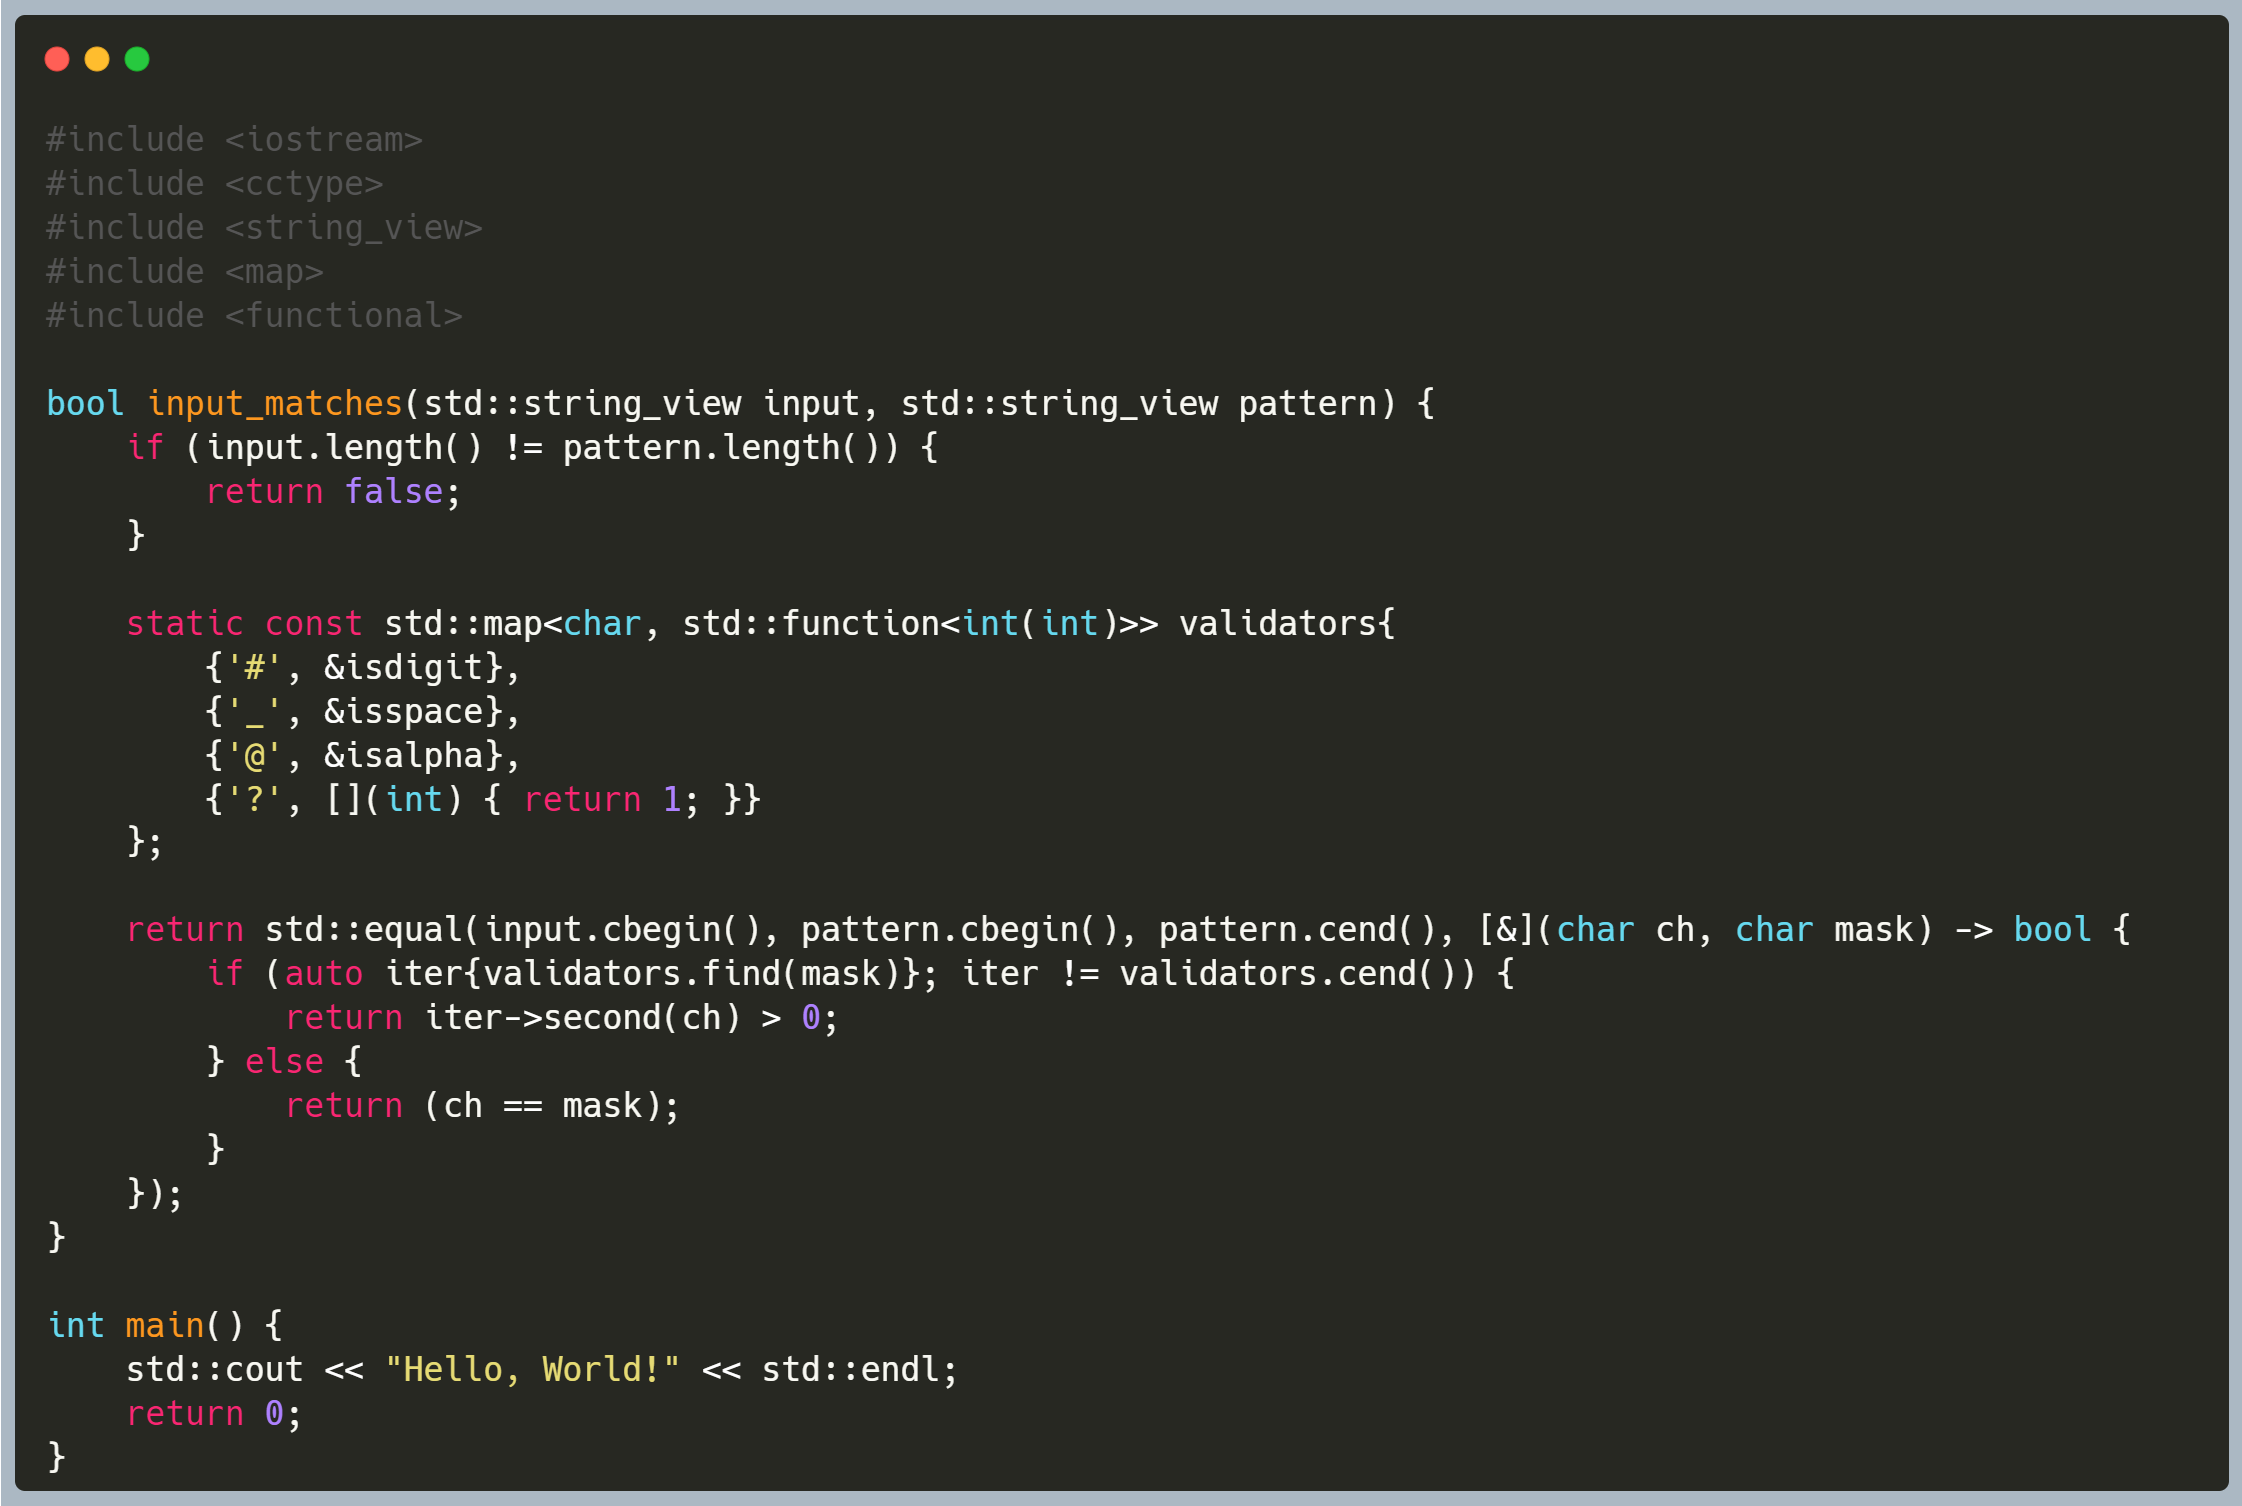 #include <iostream>
#include <cctype>
#include <string_view>
#include <map>
#include <functional>

bool input_matches(std::string_view input, std::string_view pattern) {
    if (input.length() != pattern.length()) {
        return false;
    }

    static const std::map<char, std::function<int(int)>> validators{
        {'#', &isdigit},
        {'_', &isspace},
        {'@', &isalpha},
        {'?', [](int) { return 1; }}
    };

    return std::equal(input.cbegin(), pattern.cbegin(), pattern.cend(), [&](char ch, char mask) -> bool {
        if (auto iter{validators.find(mask)}; iter != validators.cend()) {
            return iter->second(ch) > 0;
        } else {
            return (ch == mask);
        }
    });
}

int main() {
    std::cout << "Hello, World!" << std::endl;
    return 0;
}